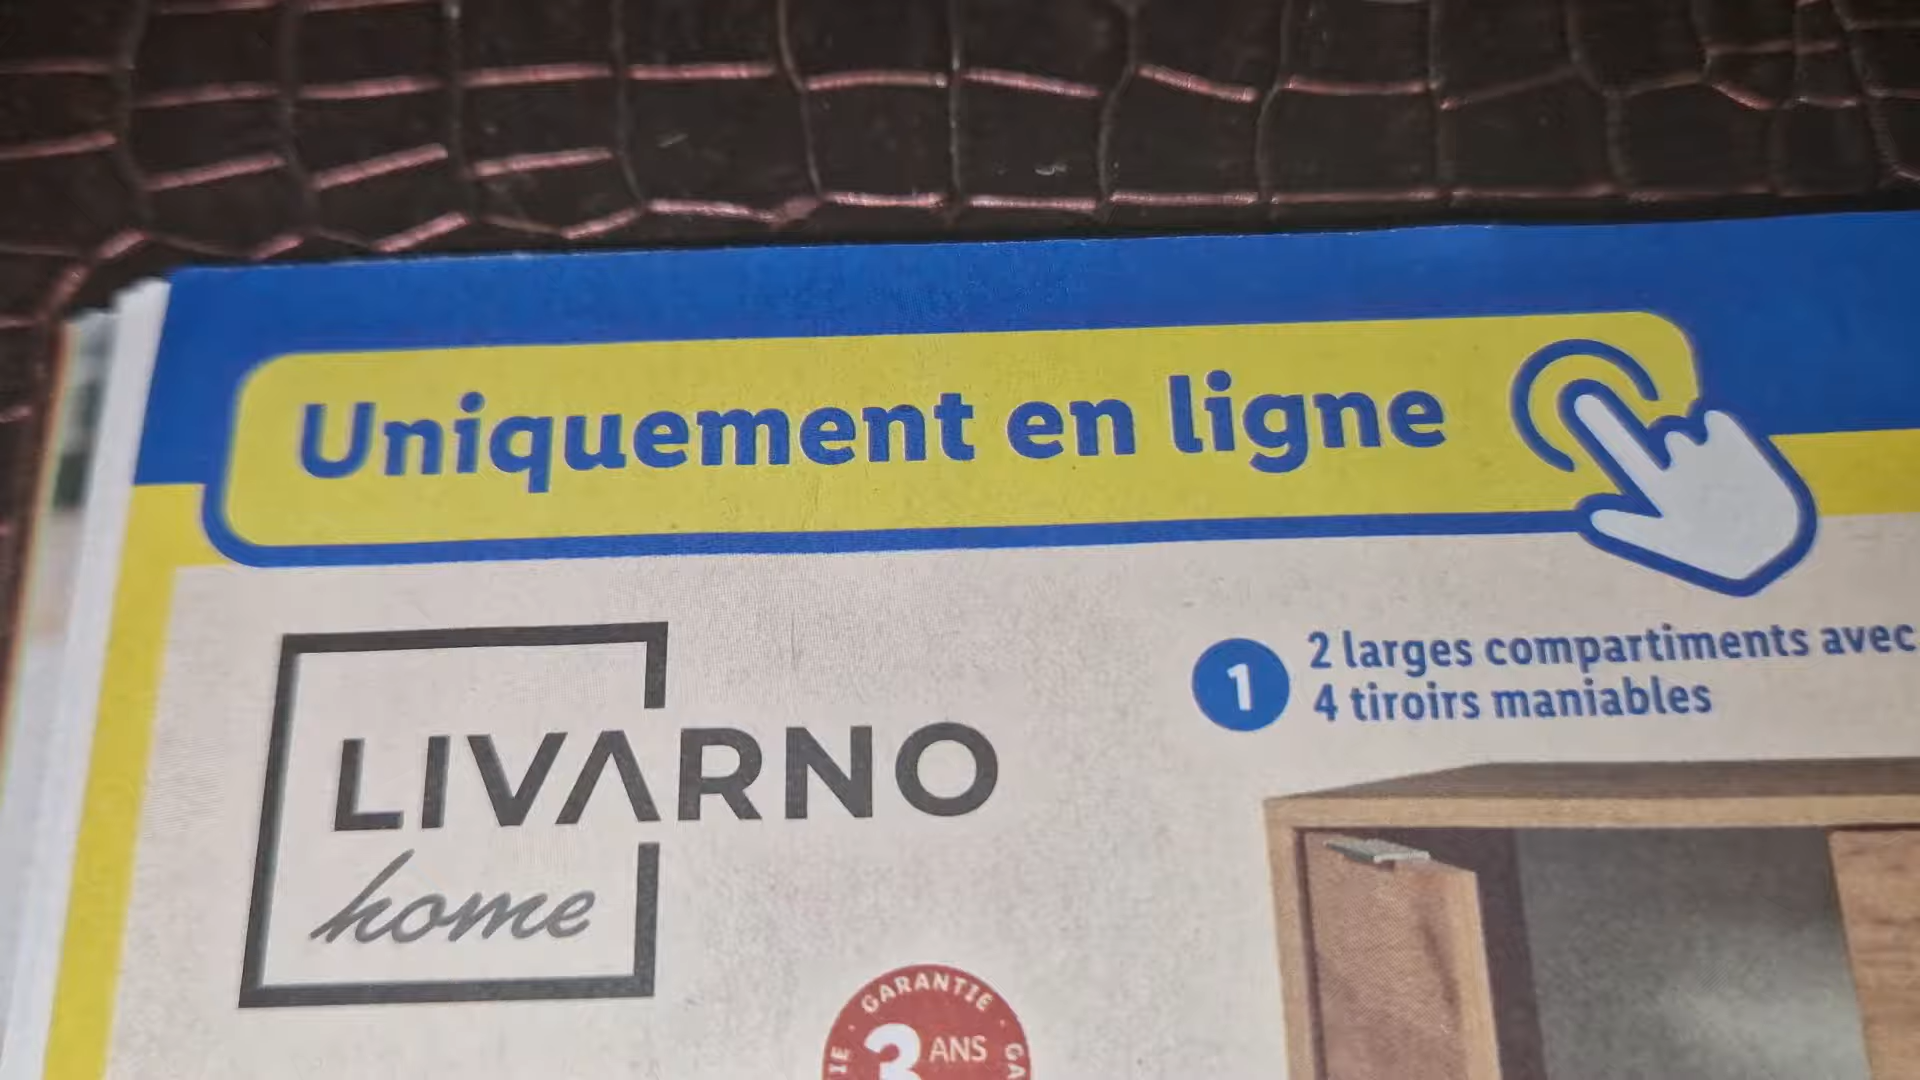 Uniquement en ligne
LIVARNO
home
1
2 larges compartiments avec
4 tiroirs maniables
GARANTIE
3 ANS